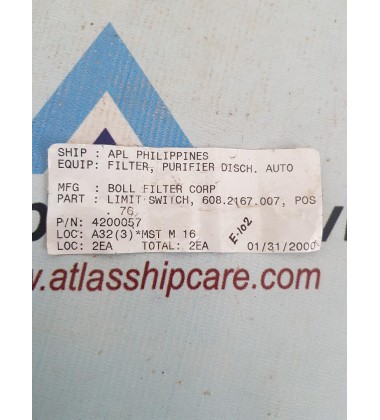 SHIP : APL PHILIPPINES
EQUIP: FILTER, PURIFIER DISCH. AUTO
MFG : BOLL FILTER CORP
PART : LIMIT SWITCH, 608.2167.007, POS
. 76
P/N: 4200057
LOC: A32(3)*MST M 16
LOC: 2EA TOTAL: 2EA 01/31/2000
E-102
www.atlasshipcare.com